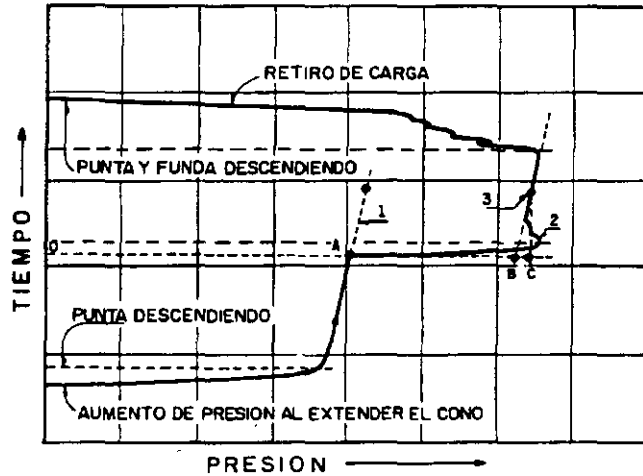 RETIRO DE CARGA
PUNTA Y FUNDA DESCENDIENDO
1
3
2
O
A
B
C
PUNTA DESCENDIENDO
AUMENTO DE PRESION AL EXTENDER EL CONO
TIEMPO
PRESION